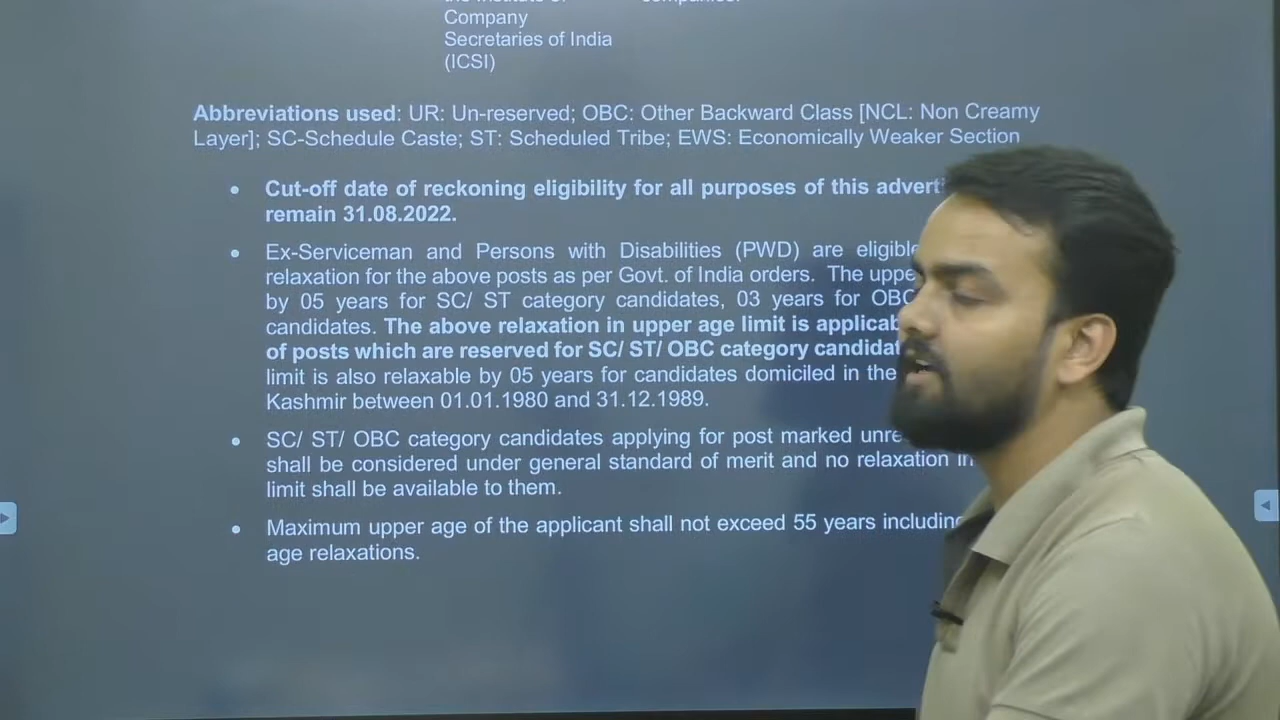 Company
Secretaries of India
(ICSI)
Abbreviations used: UR: Un-reserved; OBC: Other Backward Class [NCL: Non Creamy
Layer]; SC-Schedule Caste; ST: Scheduled Tribe; EWS: Economically Weaker Section
• Cut-off date of reckoning eligibility for all purposes of this
remain 31.08.2022.
• Ex-Serviceman and Persons with Disabilities (PWD) are eligible
relaxation for the above posts as per Govt. of India orders. The
by 05 years for SC/ ST category candidates, 03 years for OBC
candidates. The above relaxation in upper age limit is
of posts which are reserved for SC/ ST/ OBC category
limit is also relaxable by 05 years for candidates domiciled in the
Kashmir between 01.01.1980 and 31.12.1989.
• SC/ ST/ OBC category candidates applying for post marked
shall be considered under general standard of merit and no relaxation in
limit shall be available to them.
• Maximum upper age of the applicant shall not exceed 55 years
age relaxations.